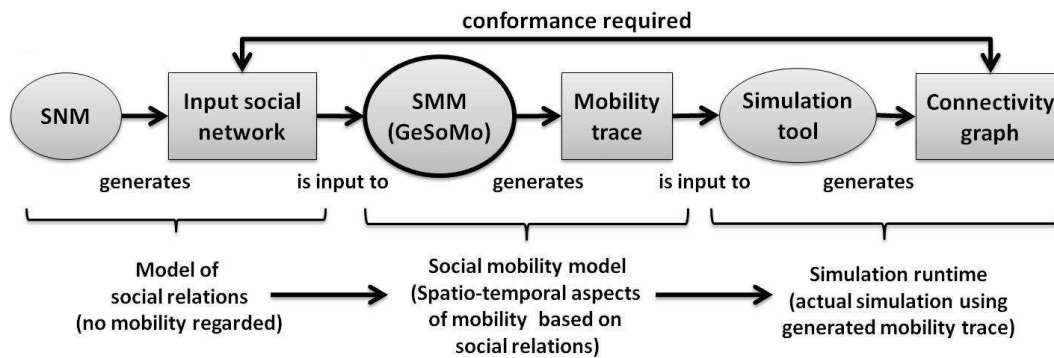 conformance required
SNM
Input social
network
SMM
(GeSoMo)
Mobility
trace
Simulation
tool
Connectivity
graph
generates
is input to
generates
is input to
generates
Model of
social relations
(no mobility regarded)
Social mobility model
(Spatio-temporal aspects
of mobility based on
social relations)
Simulation runtime
(actual simulation using
generated mobility trace)